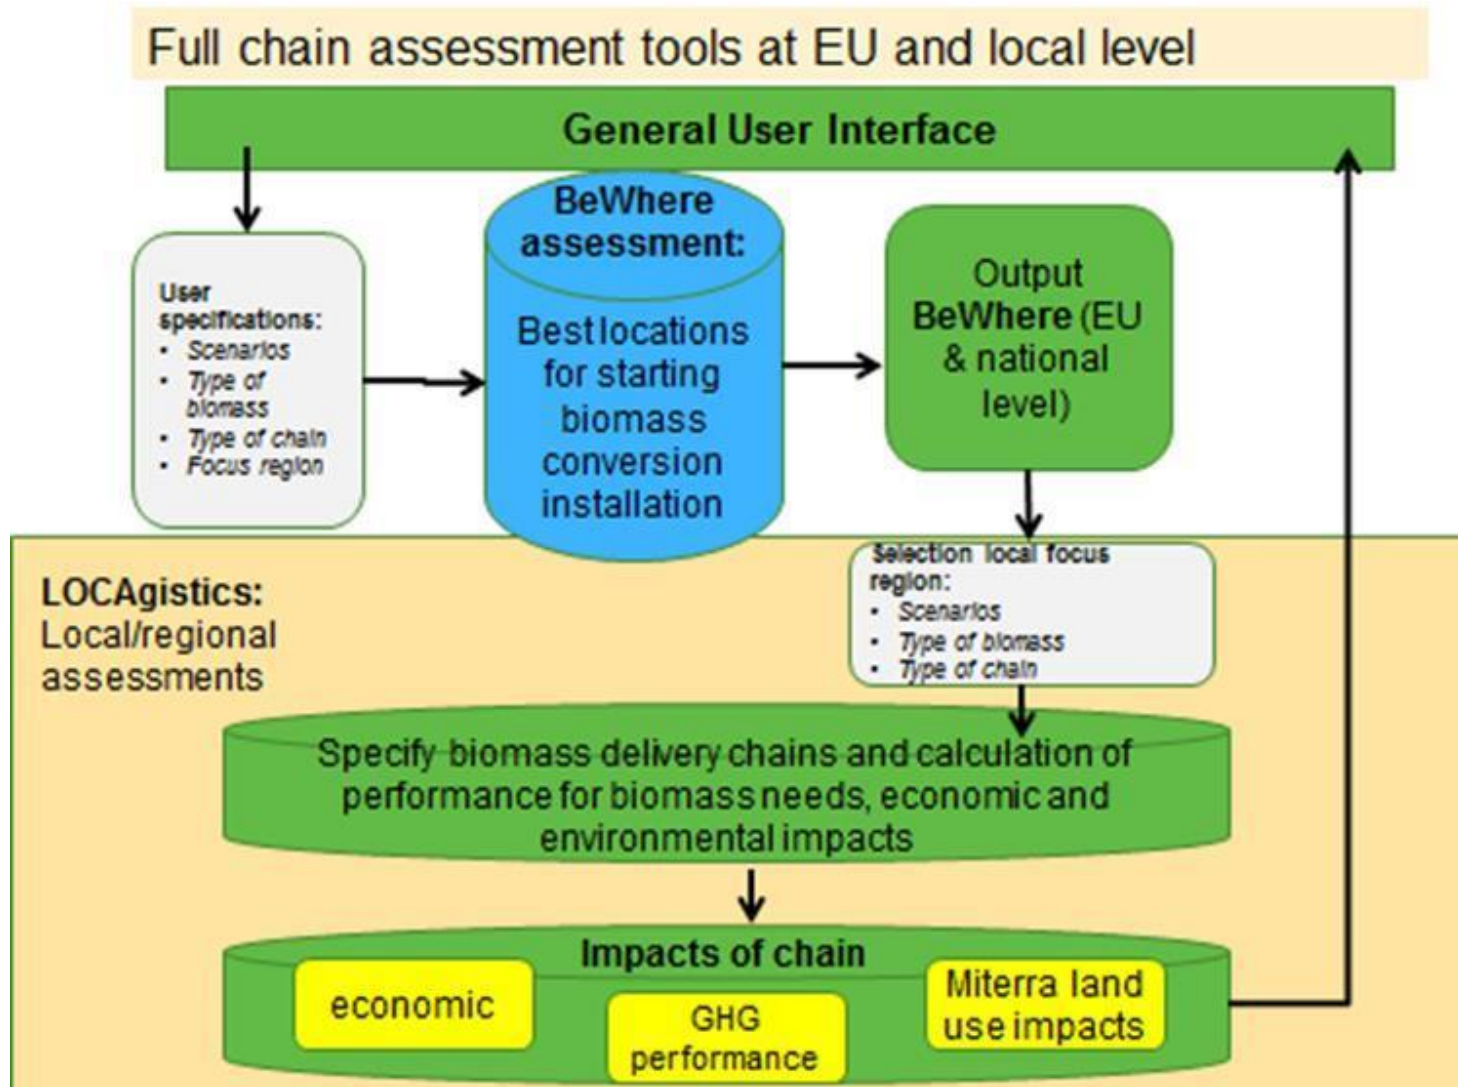 Full chain assessment tools at EU and local level
General User Interface
User
specifications:
• Scenarios
• Type of
biomass
• Type of chain
• Focus region
BeWhere
assessment:
Best locations
for starting
biomass
conversion
installation
Output
BeWhere (EU
& national
level)
LOCAgistics:
Local/regional
assessments
Selection local focus
region:
• Scenarios
• Type of biomass
• Type of chain
Specify biomass delivery chains and calculation of
performance for biomass needs, economic and
environmental impacts
Impacts of chain
economic
GHG
performance
Miterra land
use impacts